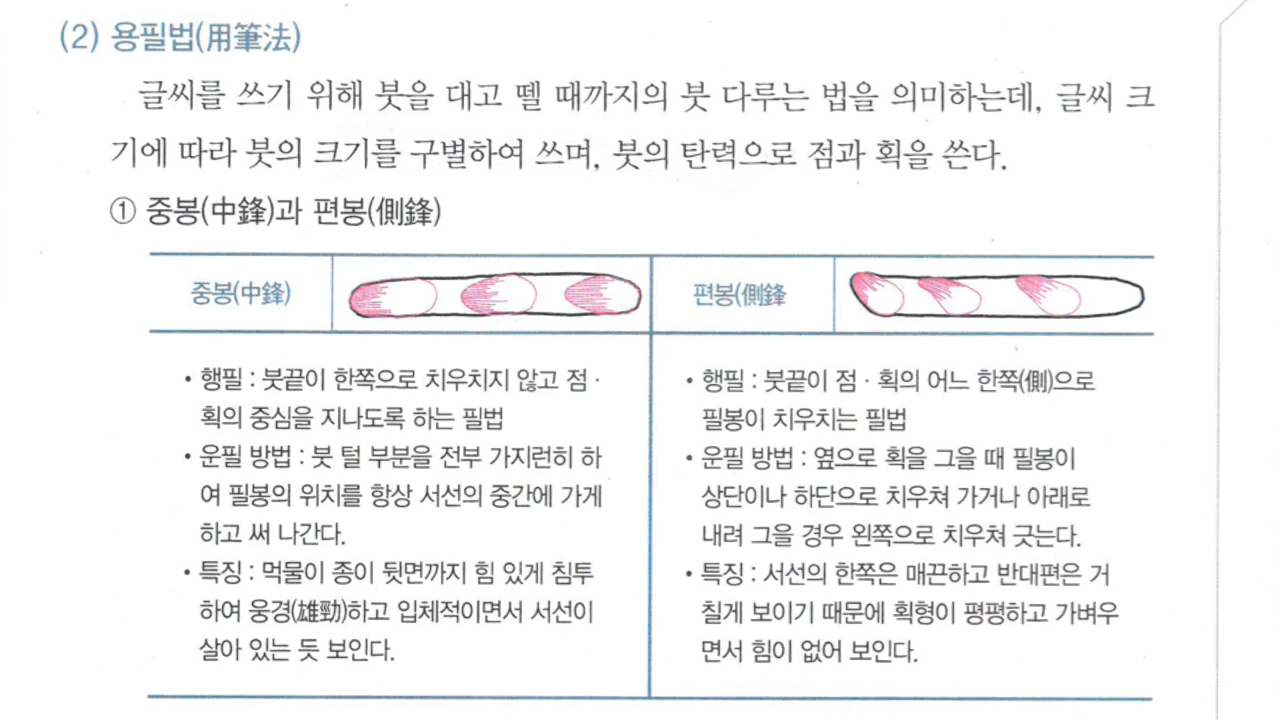 (2) 용필법(用筆法)
글씨를 쓰기 위해 붓을 대고 뗄 때까지의 붓 다루는 법을 의미하는데, 글씨 크
기에 따라 붓의 크기를 구별하여 쓰며, 붓의 탄력으로 점과 획을 쓴다.
① 중봉(中鋒)과 편봉(側鋒)
중봉(中鋒)
• 행필 : 붓끝이 한쪽으로 치우치지 않고 점 ·
획의 중심을 지나도록 하는 필법
• 운필 방법 : 붓 털 부분을 전부 가지런히 하
여 필봉의 위치를 항상 서선의 중간에 가게
하고 써 나간다.
• 특징 : 먹물이 종이 뒷면까지 힘 있게 침투
하여 웅경(雄勁)하고 입체적이면서 서선이
살아 있는 듯 보인다.
편봉(側鋒
• 행필 : 붓끝이 점 · 획의 어느 한쪽(側)으로
필봉이 치우치는 필법
• 운필 방법 : 옆으로 획을 그을 때 필봉이
상단이나 하단으로 치우쳐 가거나 아래로
내려 그을 경우 왼쪽으로 치우쳐 긋는다.
• 특징 : 서선의 한쪽은 매끈하고 반대편은 거
칠게 보이기 때문에 획형이 평평하고 가벼우
면서 힘이 없어 보인다.